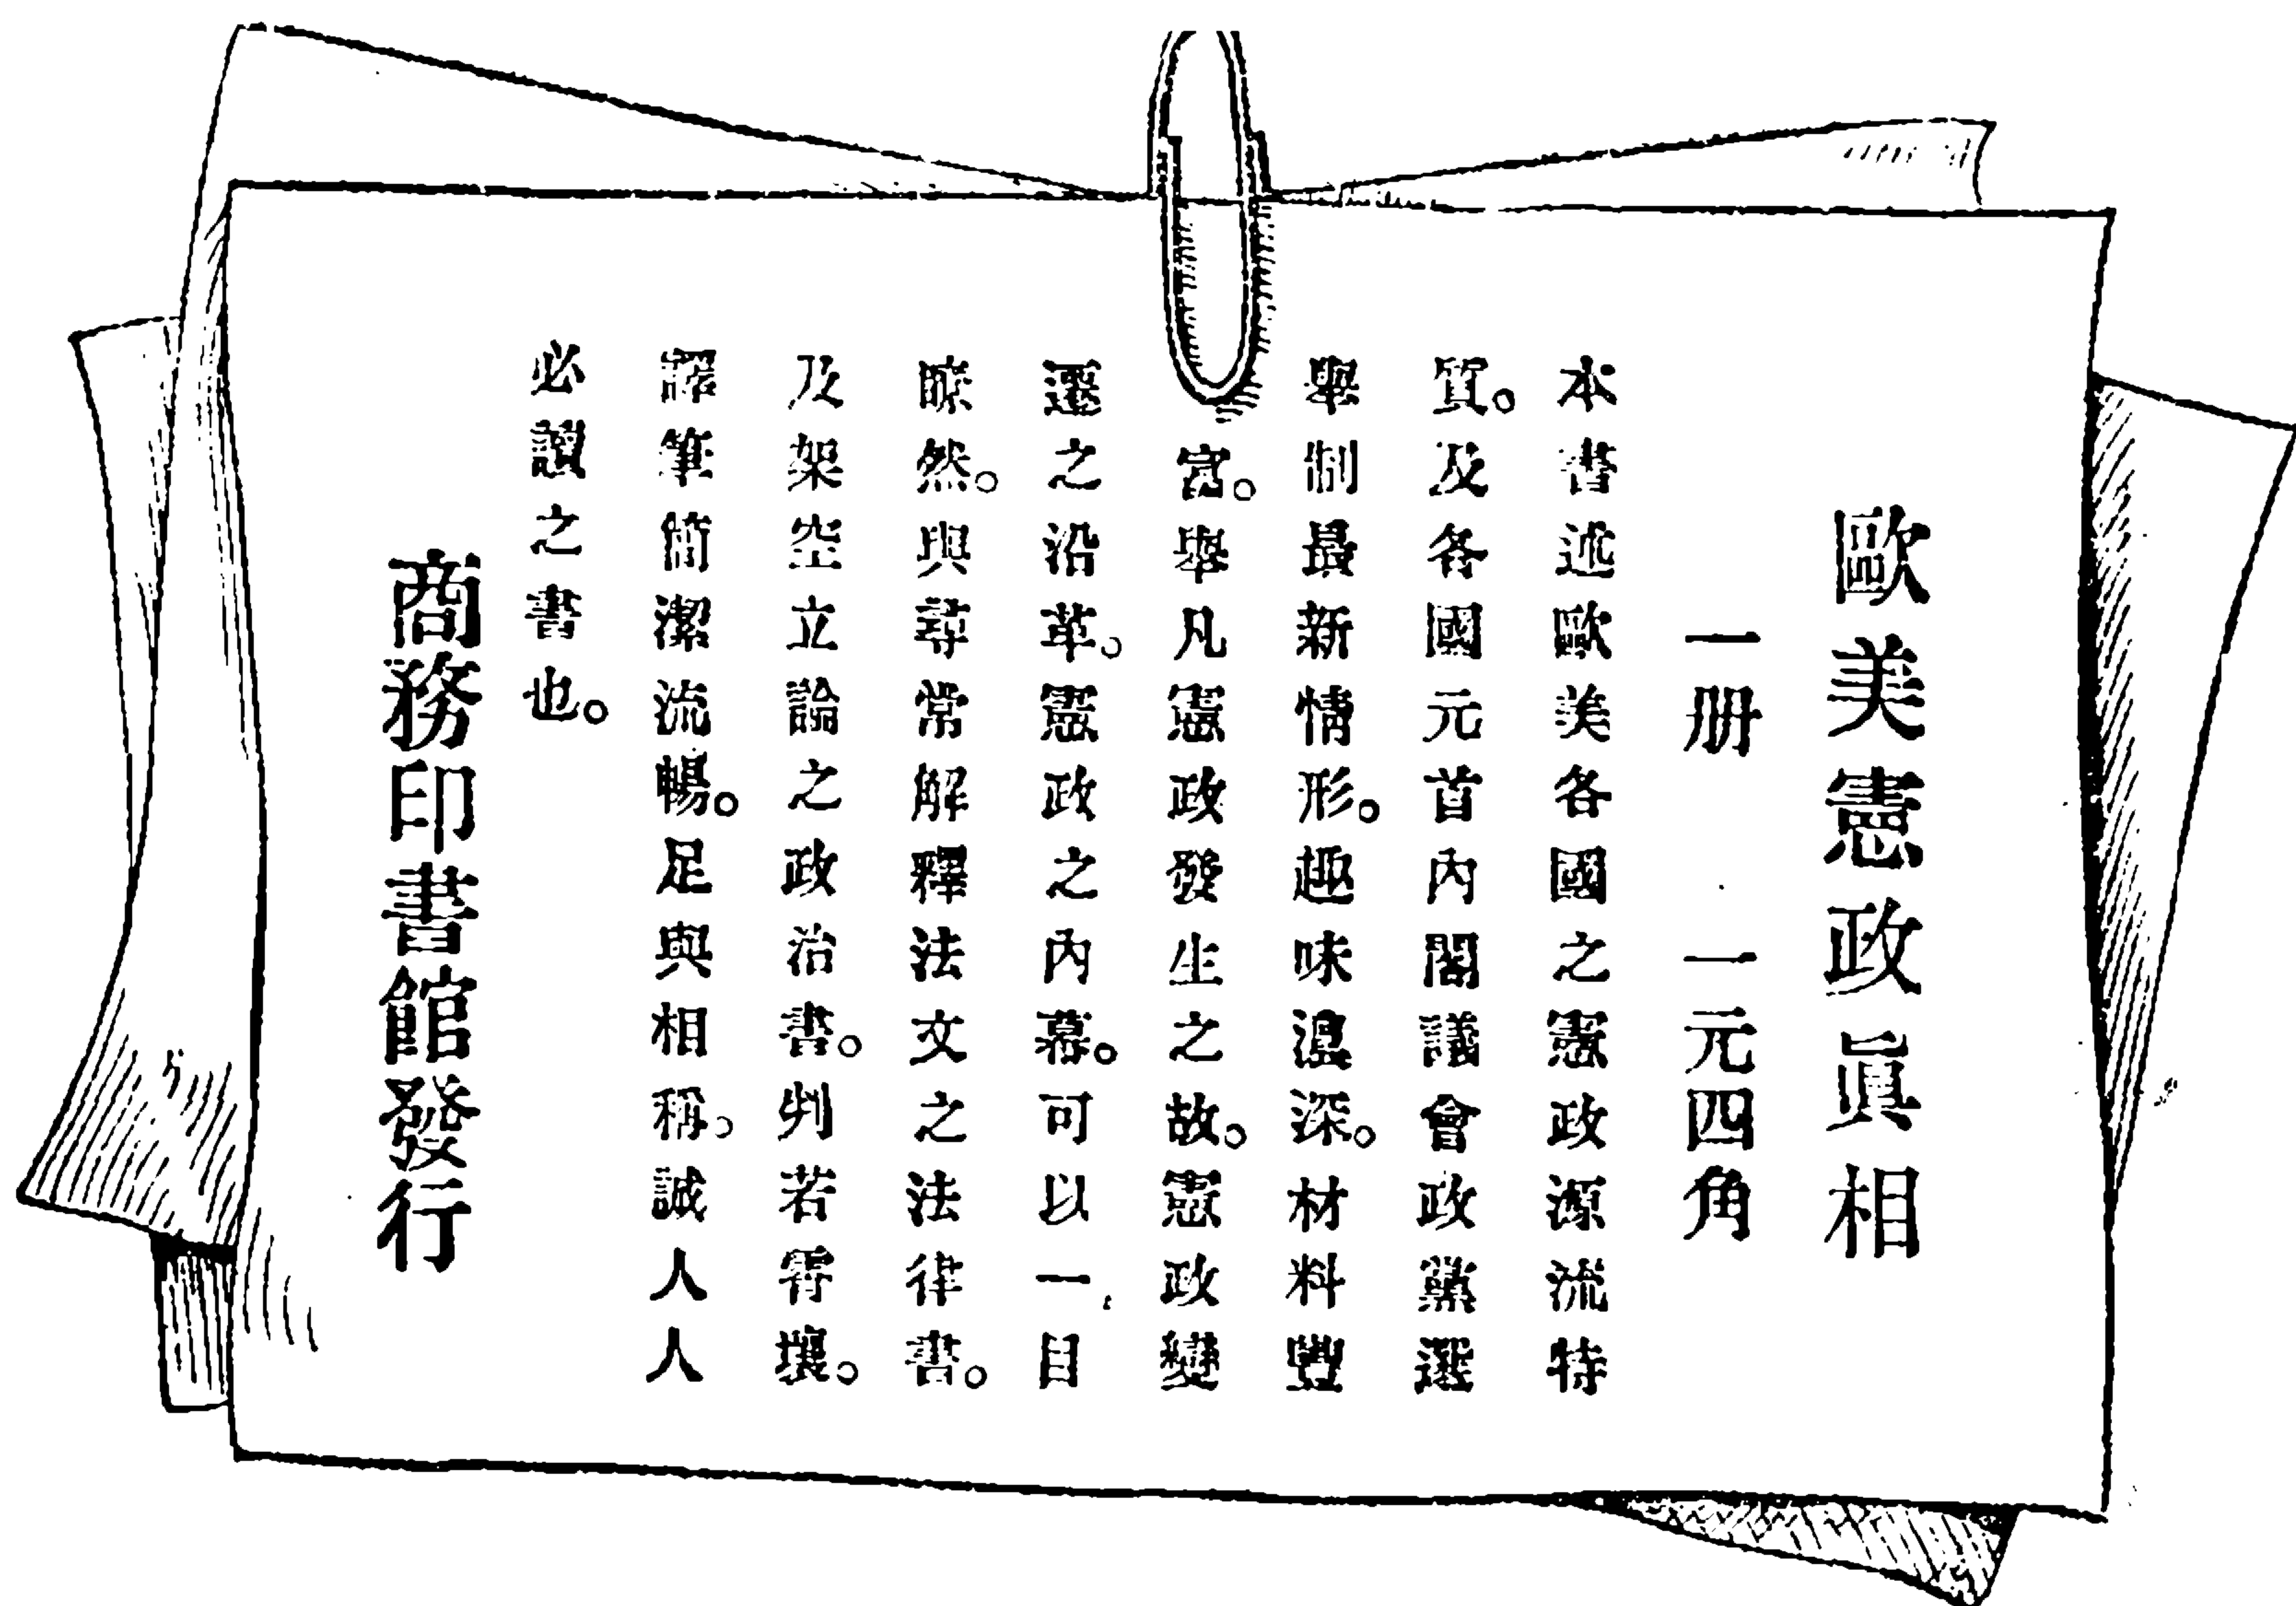 歐美憲政眞相
一册　一元四角
本書述歐美各國之憲政源流特
質。及各國元首內閣議會政黨選
舉制最新情形。趣味溫深。材料豐
富。舉凡憲政發生之故。憲政變
遷之沿革。憲政之內幕。可以一目
瞭然。與尋常解釋法文之法律書。
及架空立論之政治書。判若霄壤。
譯筆簡潔流暢。足與相稱。誠人人
必讀之書也。
商務印書館發行